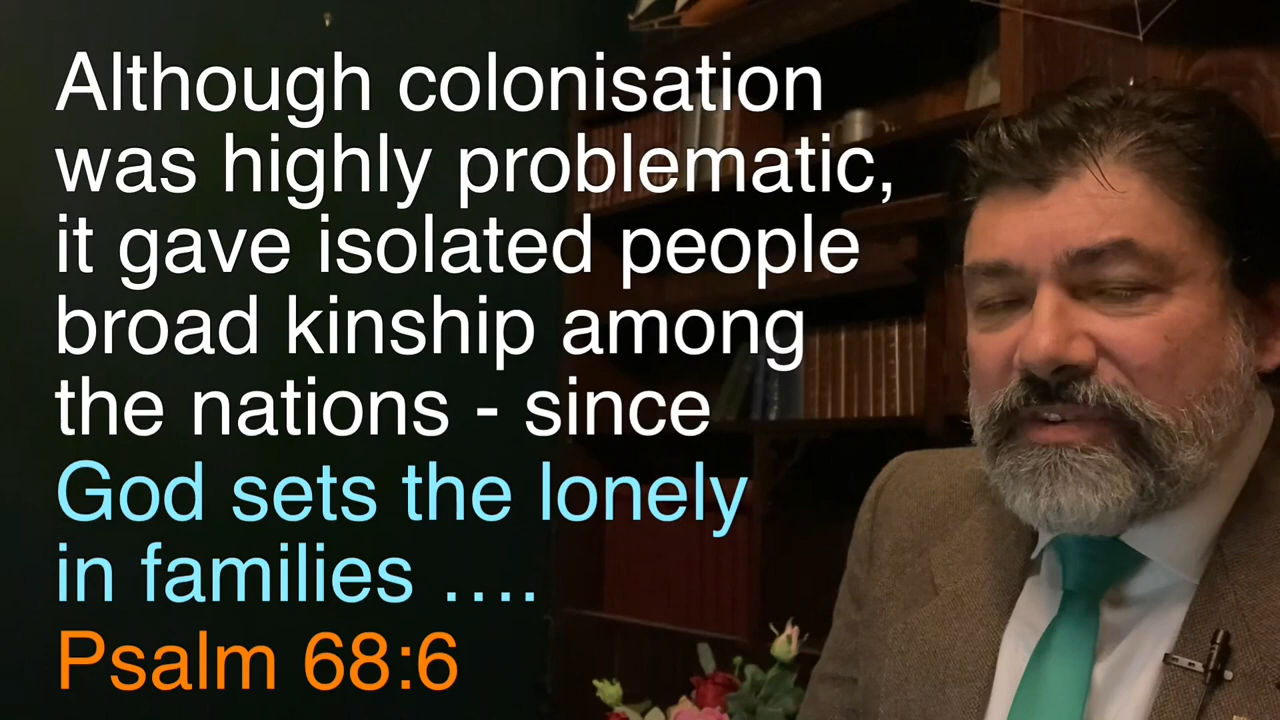 Although colonisation
was highly problematic,
it gave isolated people
broad kinship among
the nations - since
God sets the lonely
in families ....
Psalm 68:6